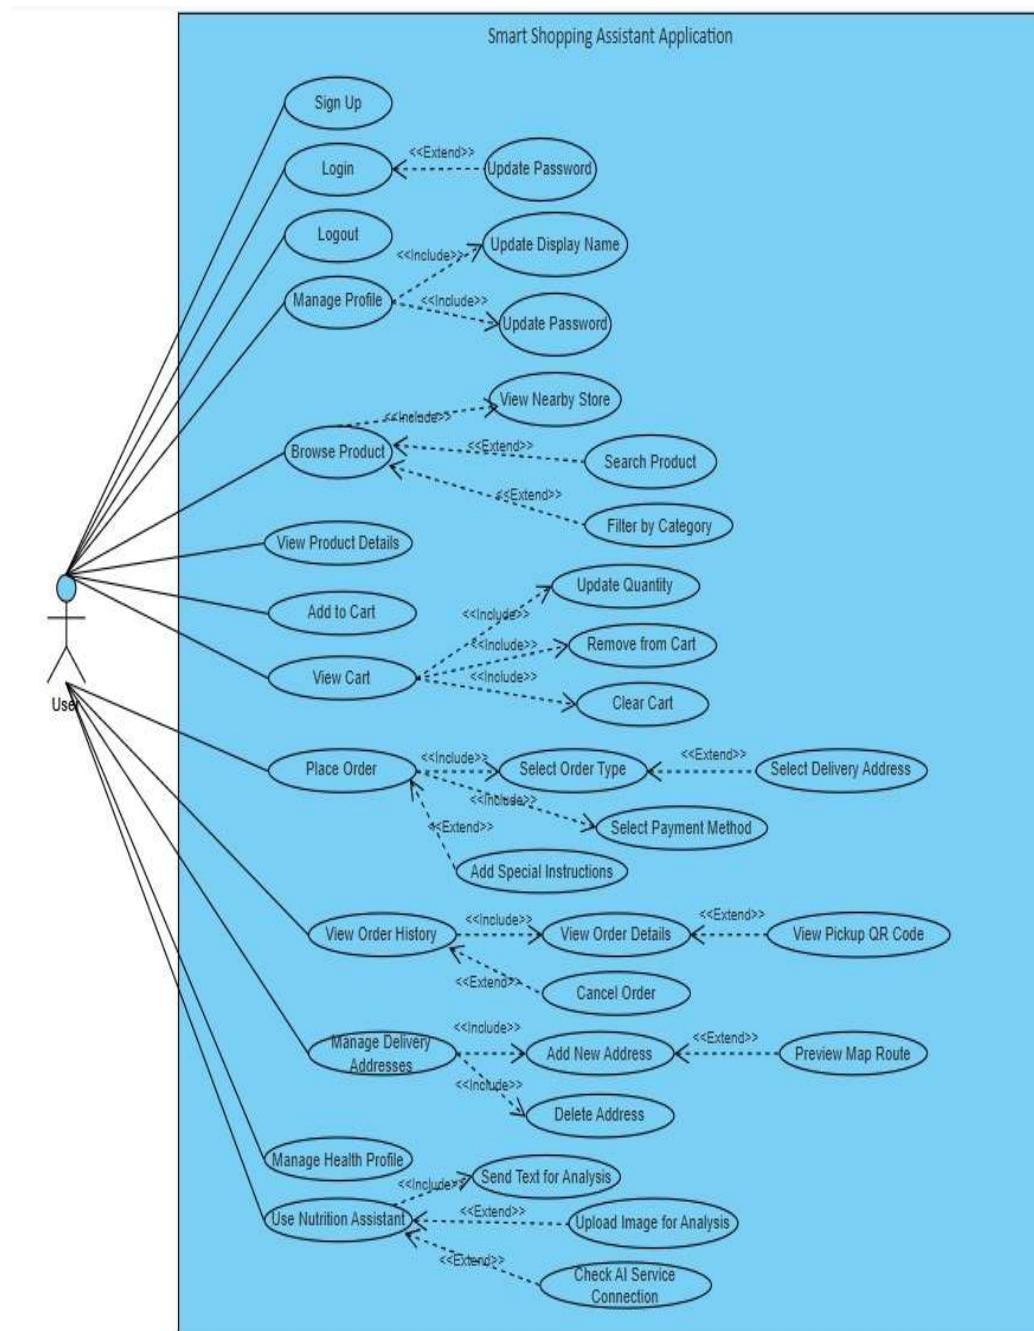 Smart Shopping Assistant Application
Sign Up
Login
<<Extend>>
Update Password
Logout
Manage Profile
<<Include>>
Update Display Name
<<Include>>
Update Password
Browse Product
<<Include>>
View Nearby Store
<<Extend>>
Search Product
<<Extend>>
Filter by Category
View Product Details
Add to Cart
View Cart
<<Include>>
Update Quantity
<<Include>>
Remove from Cart
<<Include>>
Clear Cart
User
Place Order
<<Include>>
Select Order Type
<<Extend>>
Select Delivery Address
<<Include>>
Select Payment Method
<<Extend>>
Add Special Instructions
View Order History
<<Include>>
View Order Details
<<Extend>>
View Pickup QR Code
<<Extend>>
Cancel Order
Manage Delivery
Addresses
<<Include>>
Add New Address
<<Extend>>
Preview Map Route
<<Include>>
Delete Address
Manage Health Profile
Use Nutrition Assistant
<<Include>>
Send Text for Analysis
<<Extend>>
Upload Image for Analysis
<<Extend>>
Check AI Service
Connection